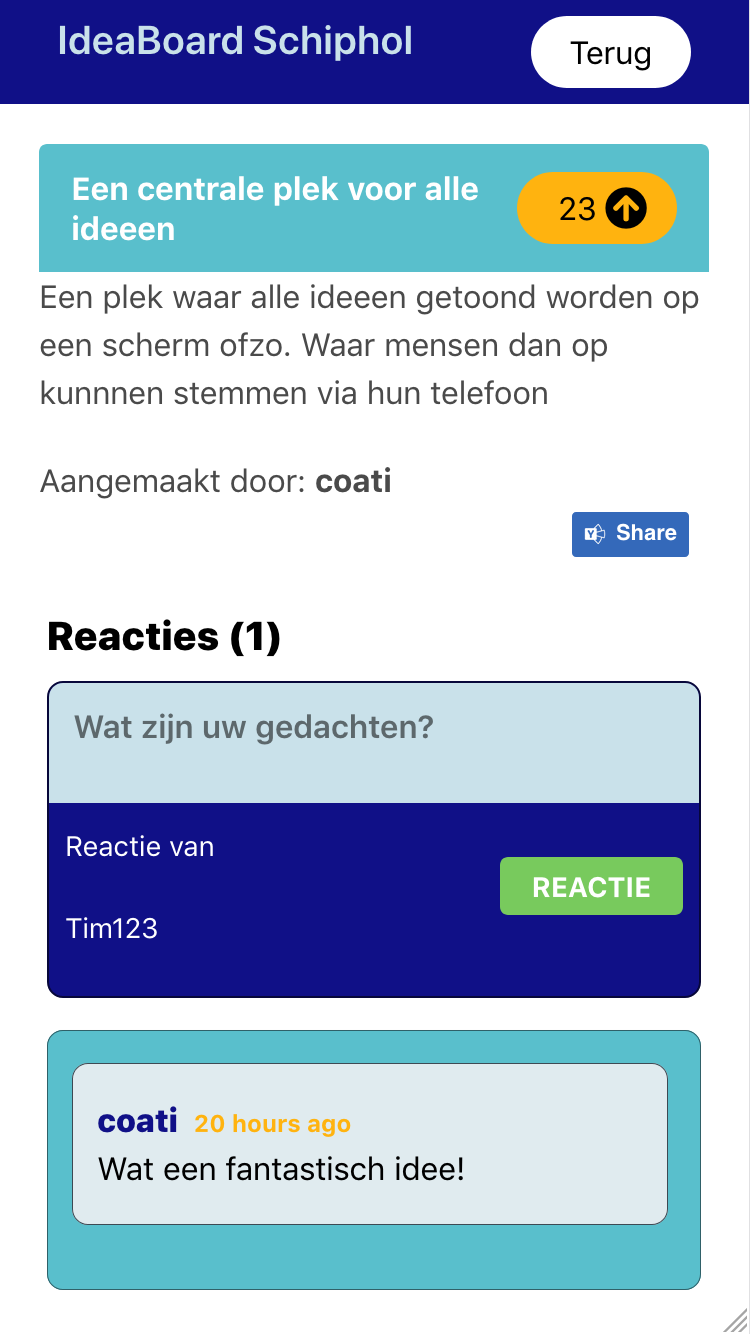 IdeaBoard Schiphol
Terug
Een centrale plek voor alle
ideeen
23
Een plek waar alle ideeen getoond worden op
een scherm ofzo. Waar mensen dan op
kunnnen stemmen via hun telefoon
Aangemaakt door: coati
Share
Reacties (1)
Wat zijn uw gedachten?
Reactie van
REACTIE
Tim123
coati 20 hours ago
Wat een fantastisch idee!